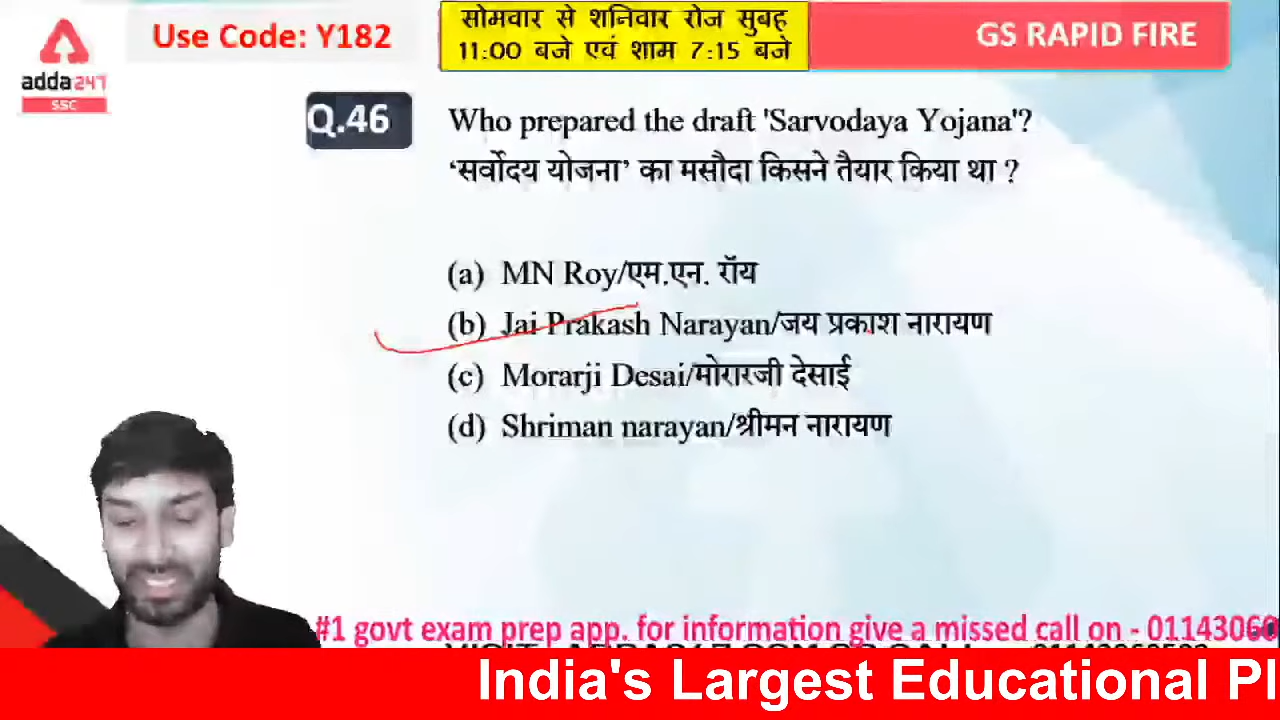 adda247
SSC
Use Code: Y182
सोमवार से शनिवार रोज सुबह
11:00 बजे एवं शाम 7:15 बजे
GS RAPID FIRE
Q.46
Who prepared the draft 'Sarvodaya Yojana'?
‘सर्वोदय योजना’ का मसौदा किसने तैयार किया था ?
(a) MN Roy/एम.एन. रॉय
(b) Jai Prakash Narayan/जय प्रकाश नारायण
(c) Morarji Desai/मोरारजी देसाई
(d) Shriman narayan/श्रीमन नारायण
#1 govt exam prep app. for information give a missed call on - 0114306
India's Largest Educational Pl